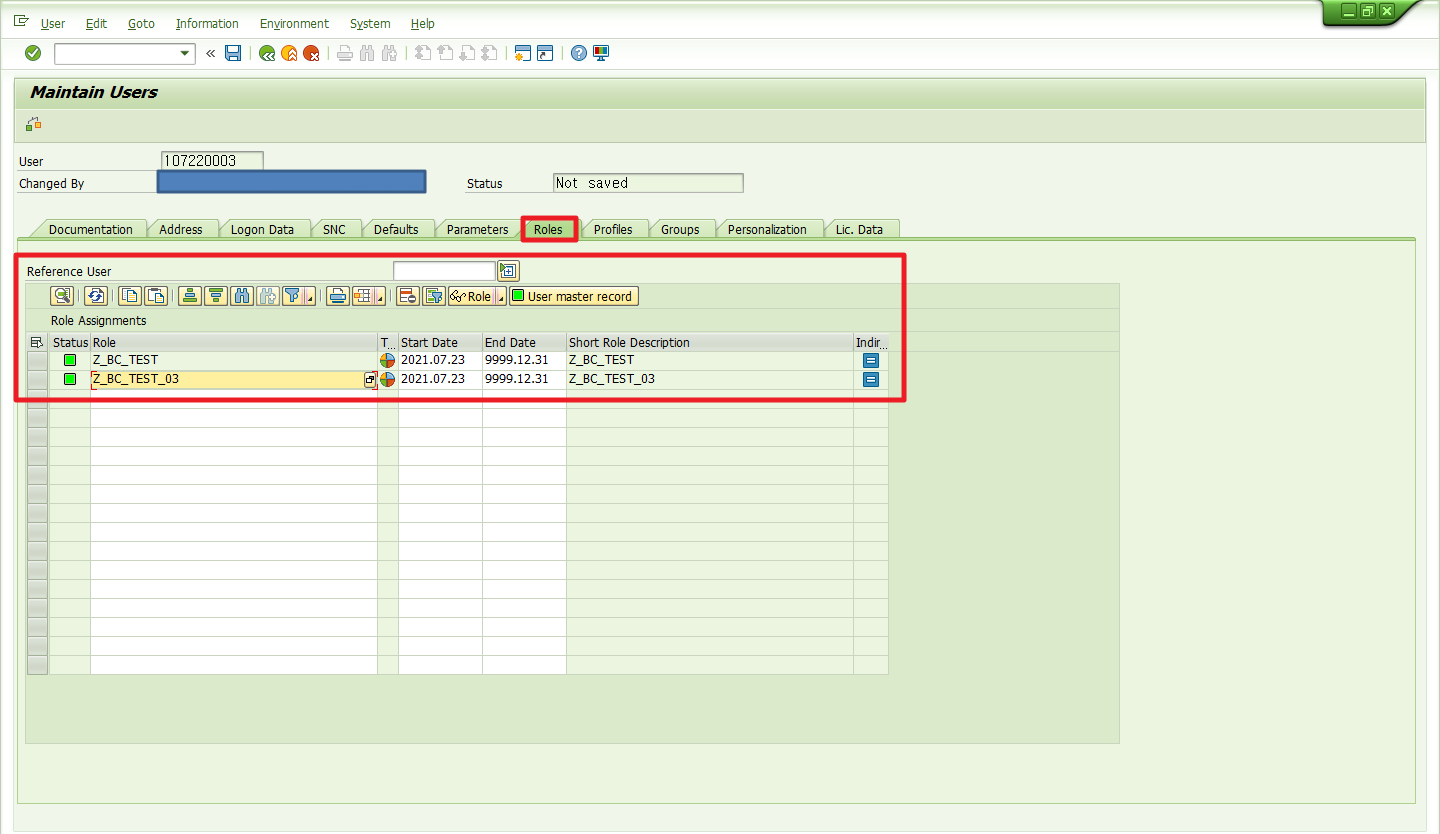 User Edit Goto Information Environment System Help
«
Maintain Users
User 107220003
Changed By Status Not saved
Documentation Address Logon Data SNC Defaults Parameters Roles Profiles Groups Personalization Lic. Data
Reference User
Role User master record
Role Assignments
Status Role T... Start Date End Date Short Role Description Indir...
Z_BC_TEST 2021.07.23 9999.12.31 Z_BC_TEST
Z_BC_TEST_03 2021.07.23 9999.12.31 Z_BC_TEST_03